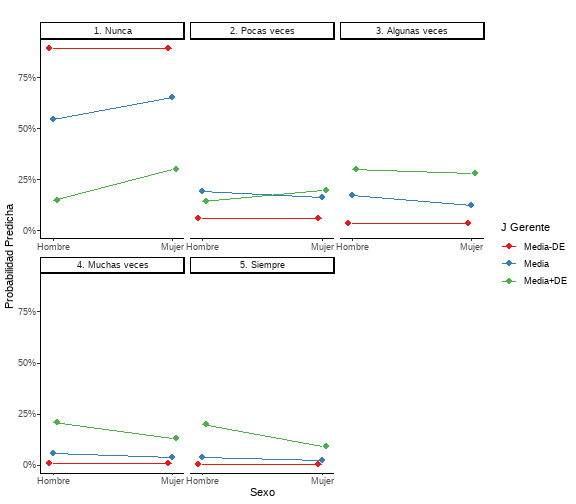 1. Nunca
2. Pocas veces
3. Algunas veces
75%
50%
25%
0%
Hombre
Mujer
Hombre
Mujer
Hombre
Mujer
4. Muchas veces
5. Siempre
75%
50%
25%
0%
Hombre
Mujer
Hombre
Mujer
Probabilidad Predicha
Sexo
J Gerente
Media-DE
Media
Media+DE